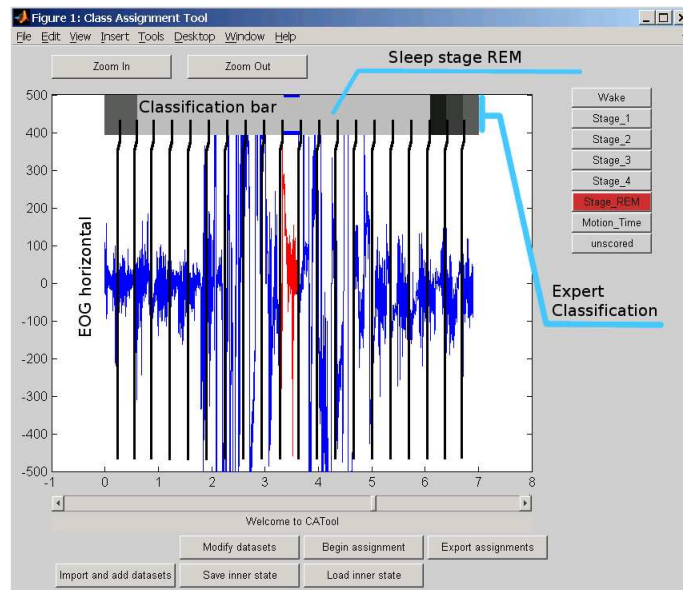 Figure 1: Class Assignment Tool
File Edit View Insert Tools Desktop Window Help
Zoom In
Zoom Out
Sleep stage REM
Classification bar
EOG horizontal
500
400
300
200
100
0
-100
-200
-300
-400
-500
-1 0 1 2 3 4 5 6 7 8
Wake
Stage_1
Stage_2
Stage_3
Stage_4
Stage_REM
Motion_Time
unscored
Expert
Classification
Welcome to CATool
Modify datasets
Begin assignment
Export assignments
Import and add datasets
Save inner state
Load inner state